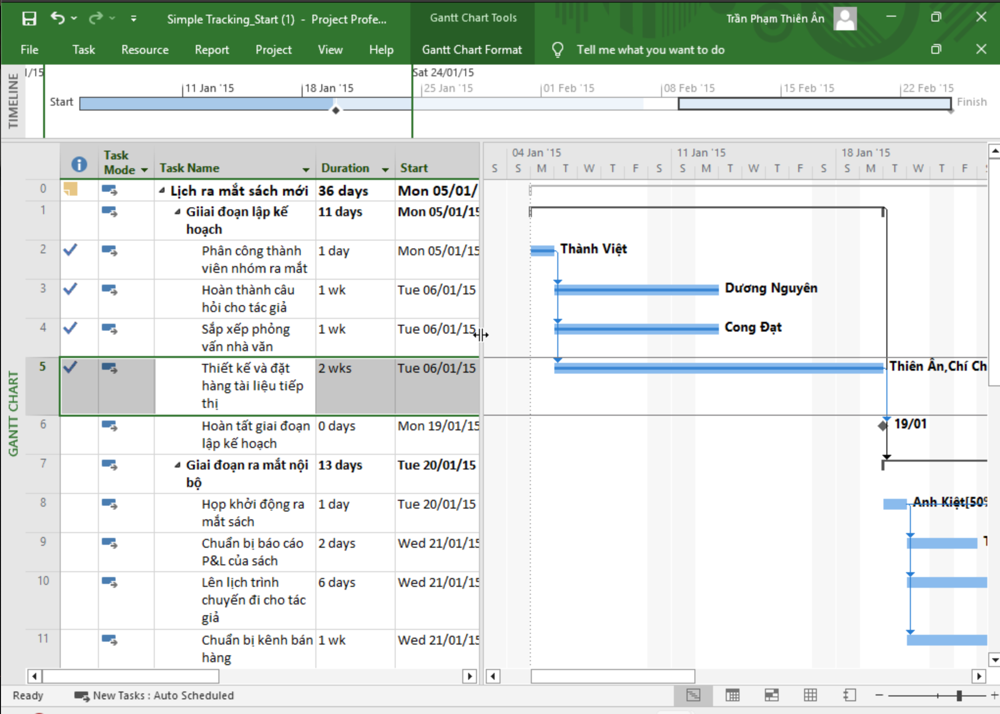 Simple Tracking_Start (1) - Project Profe...
Gantt Chart Tools
Trần Phạm Thiên Ân
File Task Resource Report Project View Help Gantt Chart Format Tell me what you want to do
TIMELINE
/15
Sat 24/01/15
11 Jan '15 18 Jan '15 25 Jan '15 01 Feb '15 08 Feb '15 15 Feb '15 22 Feb '15
Start
Finish
GANTT CHART
Task Mode Task Name Duration Start
04 Jan '15 11 Jan '15 18 Jan '15
S S M T W T F S S M T W T F S S M T W T F
0 Lịch ra mắt sách mới 36 days Mon 05/01/
1 Giiai đoạn lập kế 11 days Mon 05/01/15
hoạch
2 Phân công thành 1 day Mon 05/01/15 Thành Việt
viên nhóm ra mắt
3 Hoàn thành câu 1 wk Tue 06/01/15 Dương Nguyên
hỏi cho tác giả
4 Sắp xếp phỏng 1 wk Tue 06/01/15 Cong Đạt
vấn nhà văn
5 Thiết kế và đặt 2 wks Tue 06/01/15 Thiên Ân,Chí Ch
hàng tài liệu tiếp
thị
6 Hoàn tất giai đoạn 0 days Mon 19/01/15 19/01
lập kế hoạch
7 Giai đoạn ra mắt nội 13 days Tue 20/01/15
bộ
8 Họp khởi động ra 1 day Tue 20/01/15 Anh Kiệt[50%
mắt sách
9 Chuẩn bị báo cáo 2 days Wed 21/01/15
P&L của sách
10 Lên lịch trình 6 days Wed 21/01/15
chuyến đi cho tác
giả
11 Chuẩn bị kênh bán 1 wk Wed 21/01/15
hàng
Ready New Tasks : Auto Scheduled